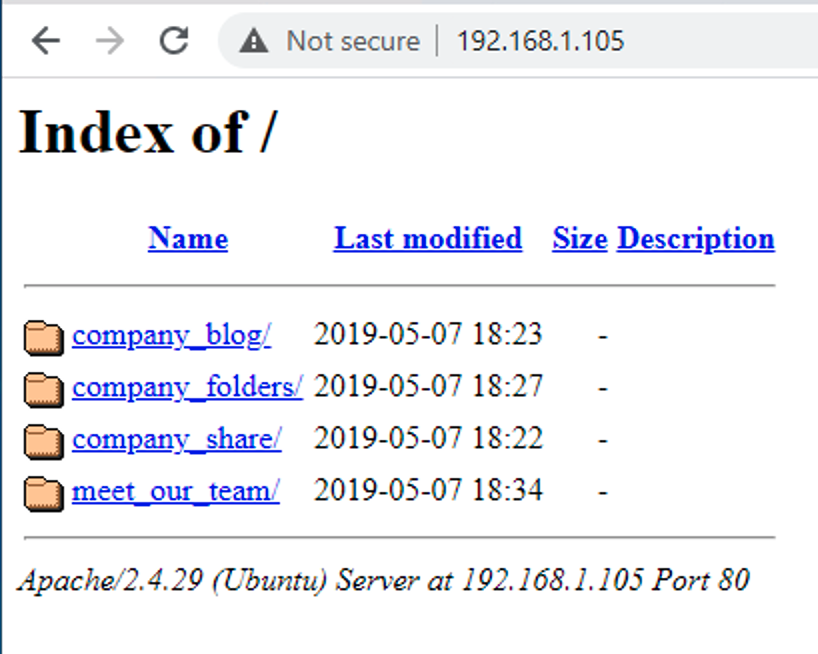 Not secure | 192.168.1.105
Index of /
Name Last modified Size Description
company_blog/ 2019-05-07 18:23 -
company_folders/ 2019-05-07 18:27 -
company_share/ 2019-05-07 18:22 -
meet_our_team/ 2019-05-07 18:34 -
Apache/2.4.29 (Ubuntu) Server at 192.168.1.105 Port 80